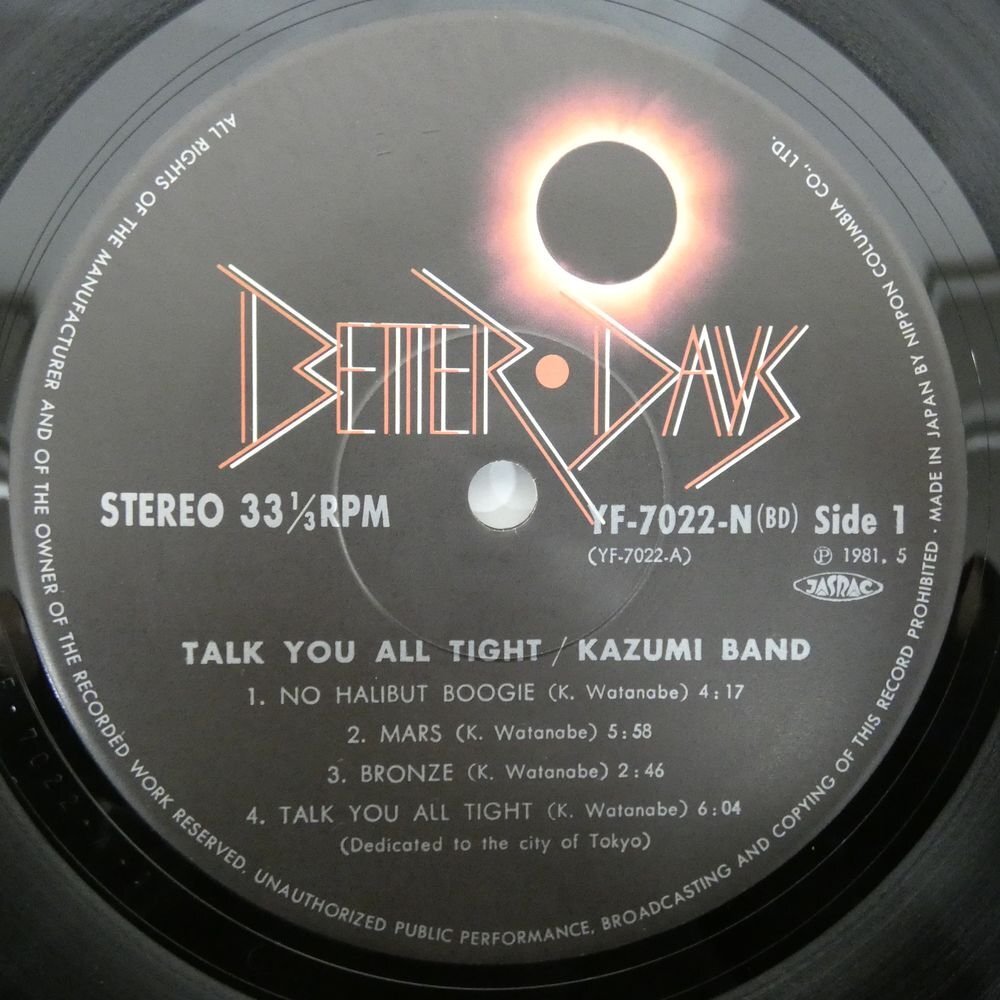 BETTER • DAYS
STEREO 33 ⅓ RPM
YF-7022-N (BD) Side 1
(YF-7022-A)
Ⓟ 1981. 5
JASRAC
TALK YOU ALL TIGHT / KAZUMI BAND
1. NO HALIBUT BOOGIE (K. Watanabe) 4:17
2. MARS (K. Watanabe) 5:58
3. BRONZE (K. Watanabe) 2:46
4. TALK YOU ALL TIGHT (K. Watanabe) 6:04
(Dedicated to the city of Tokyo)
ALL RIGHTS OF THE MANUFACTURER AND OF THE OWNER OF THE RECORDED WORK RESERVED. UNAUTHORIZED PUBLIC PERFORMANCE, BROADCASTING AND COPYING OF THIS RECORD PROHIBITED · MADE IN JAPAN BY NIPPON COLUMBIA CO., LTD.